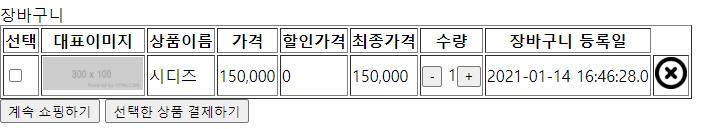 장바구니
선택 대표이미지 상품이름 가격 할인가격 최종가격 수량 장바구니 등록일
300 x 100 시디즈 150,000 0 150,000 - 1 + 2021-01-14 16:46:28.0
계속 쇼핑하기 선택한 상품 결제하기